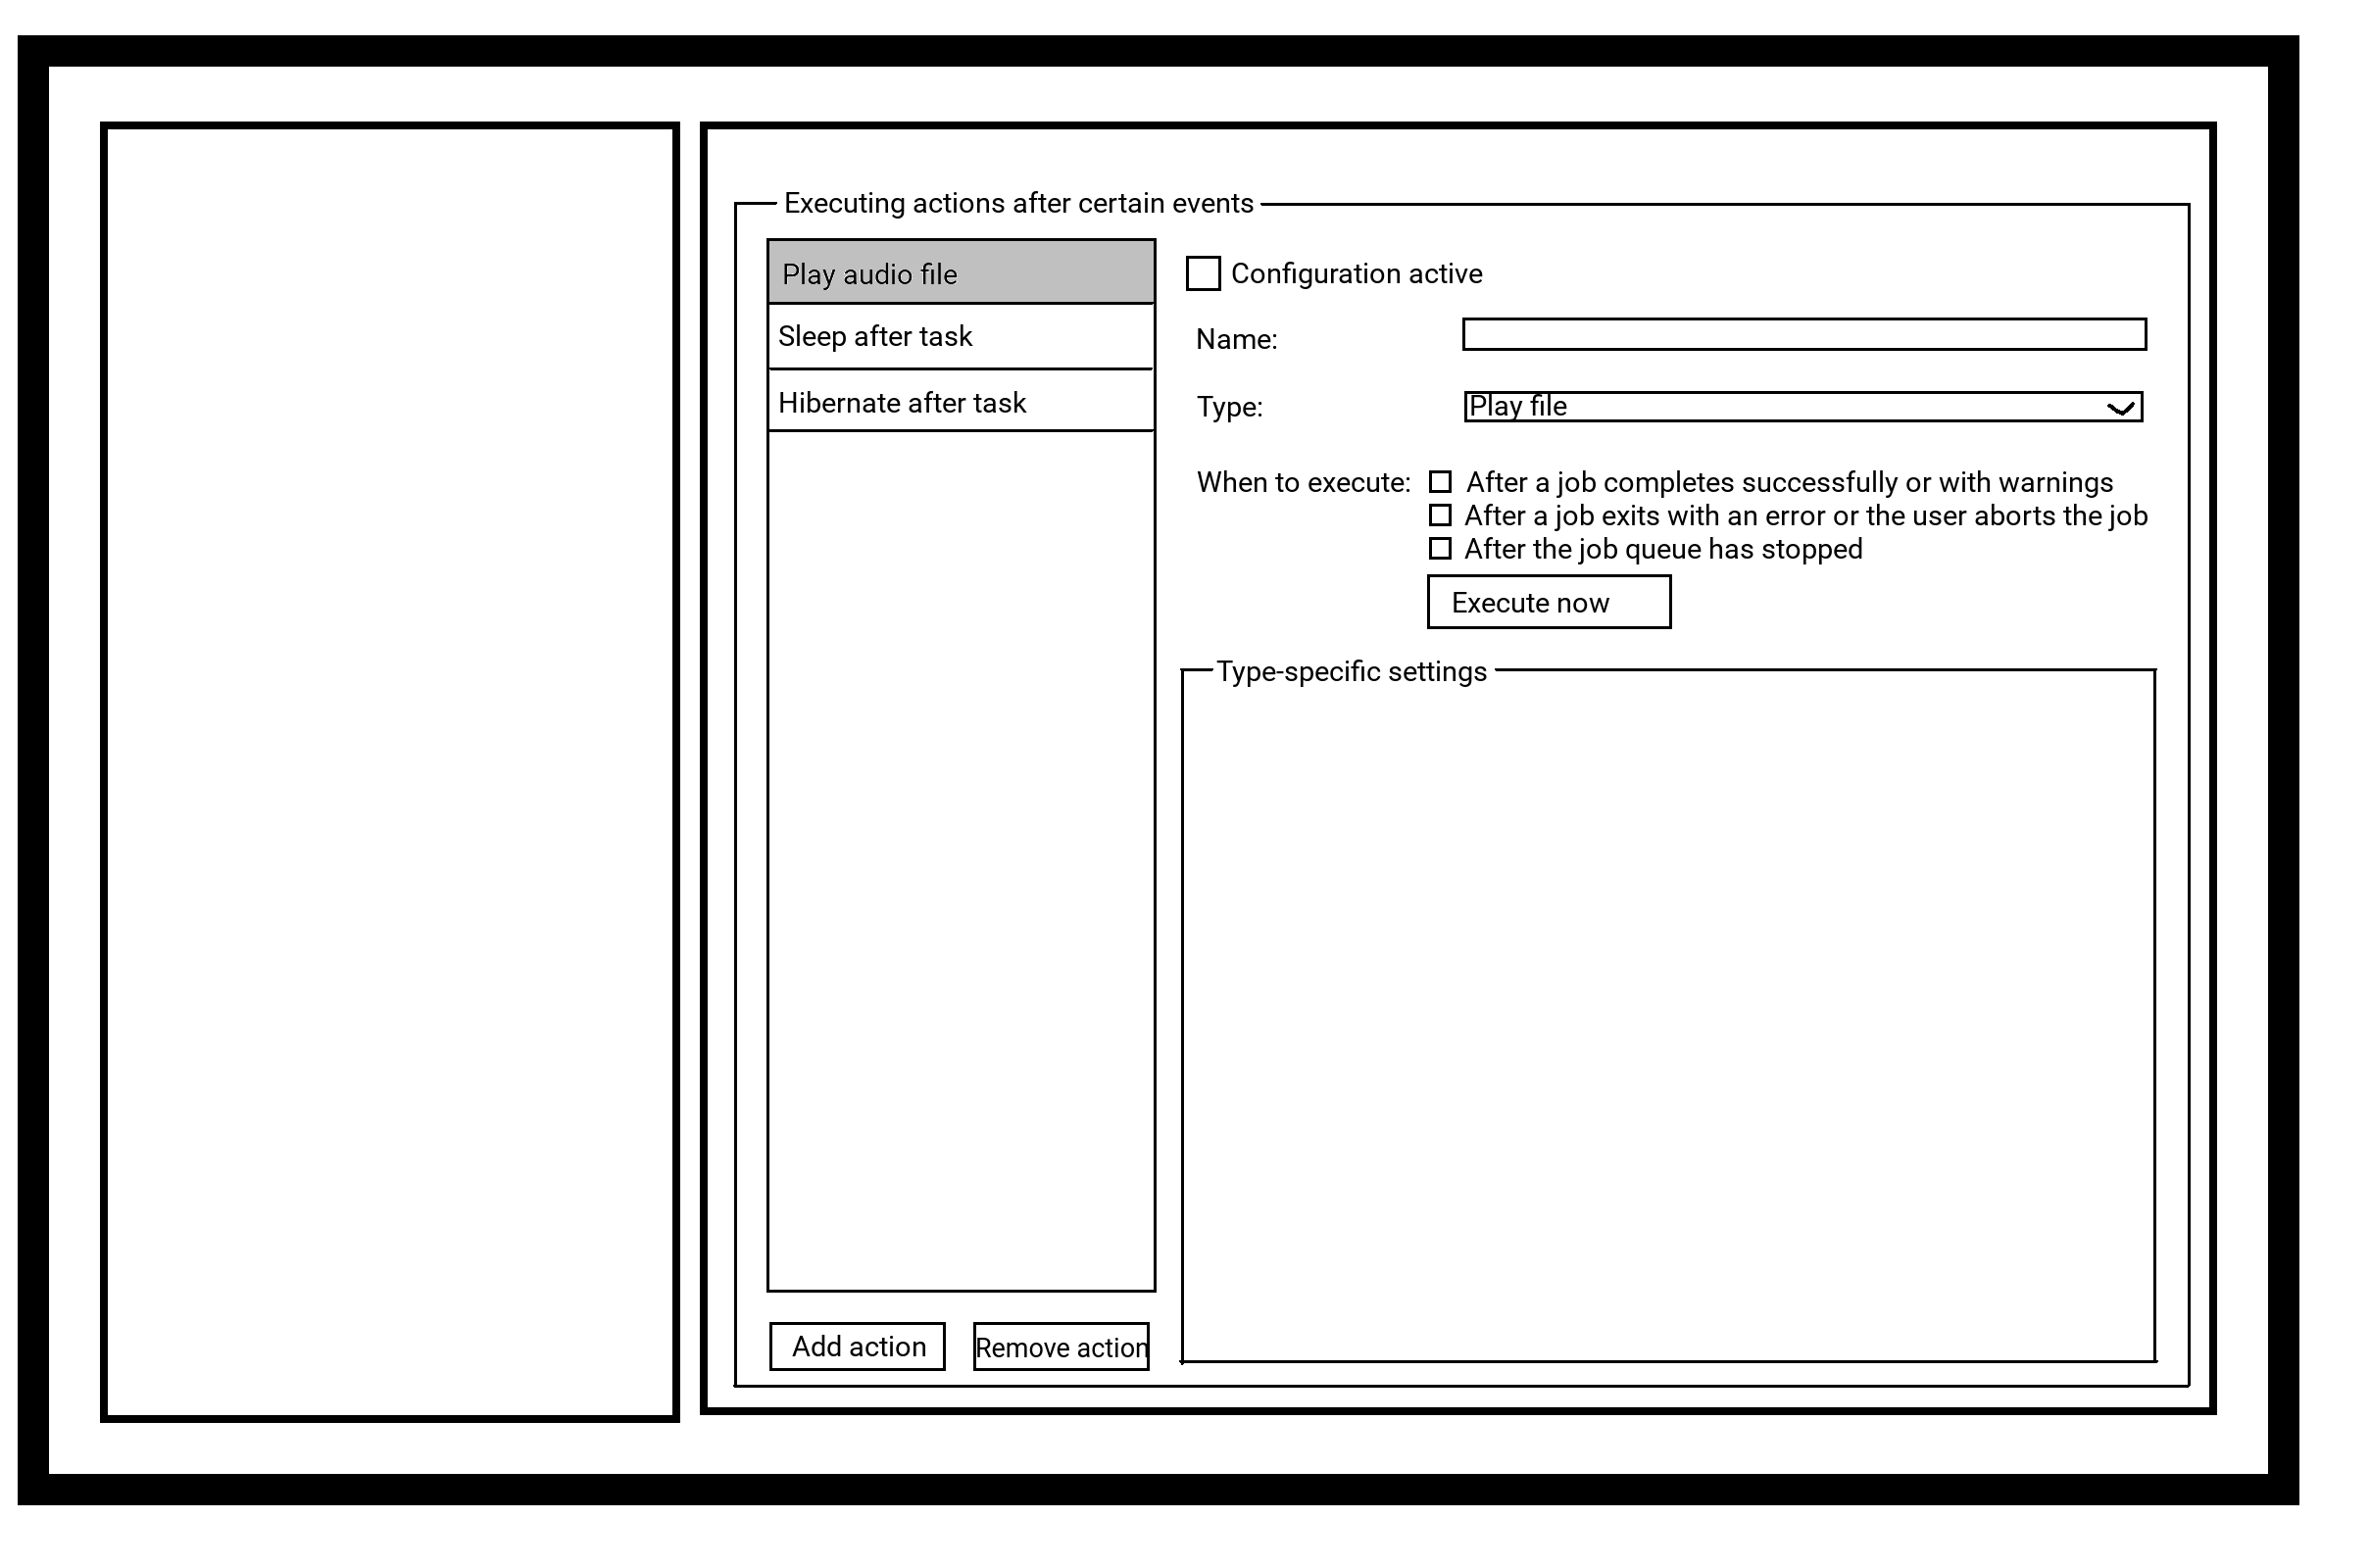 Executing actions after certain events
Play audio file
Sleep after task
Hibernate after task
Add action
Remove action
Configuration active
Name:
Type:
Play file
When to execute:
After a job completes successfully or with warnings
After a job exits with an error or the user aborts the job
After the job queue has stopped
Execute now
Type-specific settings